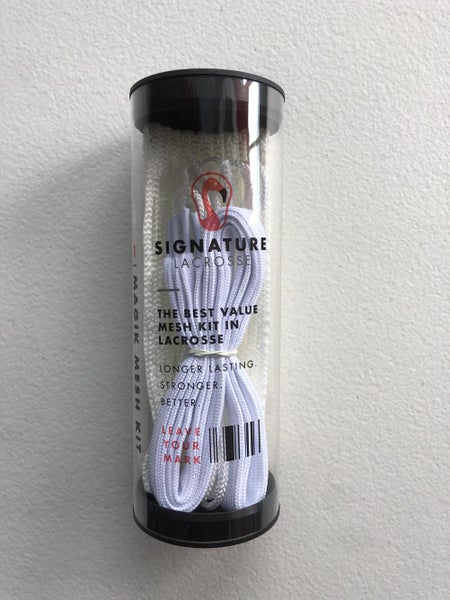 SIGNATURE
LACROSSE
THE BEST VALUE
MESH KIT IN
LACROSSE
LONGER LASTING.
STRONGER.
BETTER.
LEAVE
YOUR
MARK
MAGIK MESH KIT